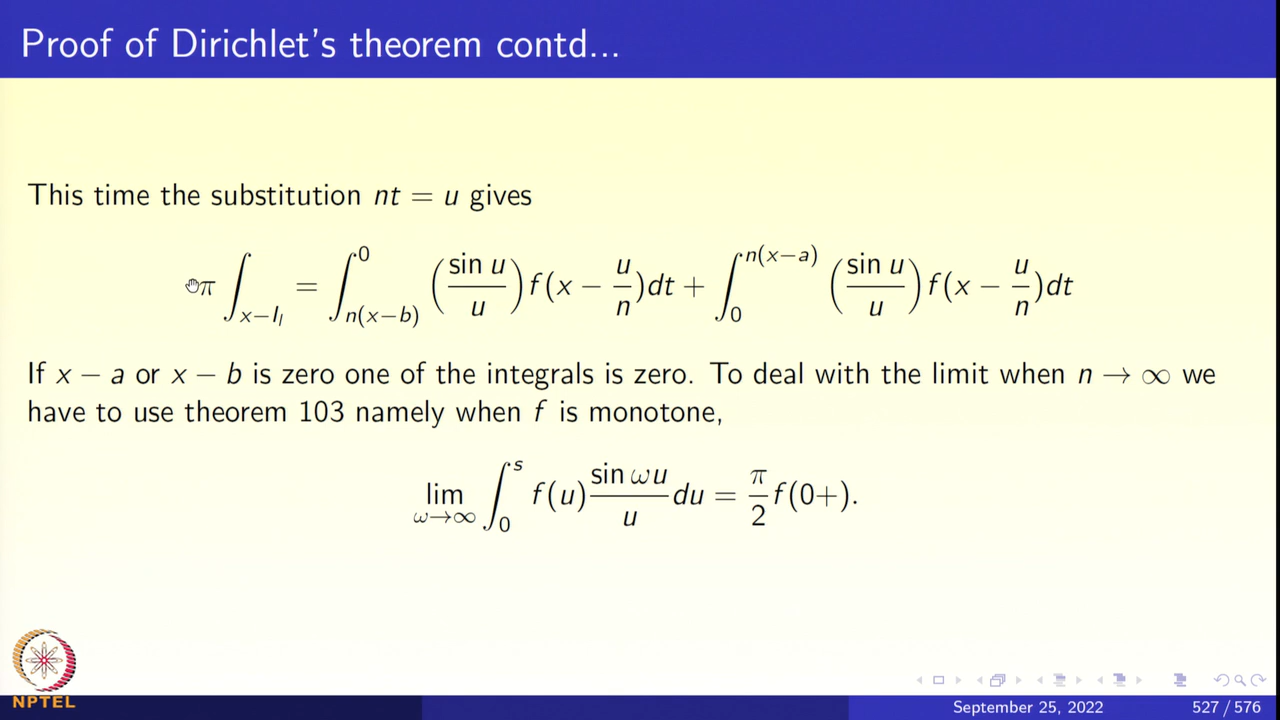 Proof of Dirichlet's theorem contd...
This time the substitution nt = u gives
π ∫_{x−I_l} = ∫_{n(x−b)}^{0} (sin u / u) f(x − u/n)dt + ∫_{0}^{n(x−a)} (sin u / u) f(x − u/n)dt
If x − a or x − b is zero one of the integrals is zero. To deal with the limit when n → ∞ we
have to use theorem 103 namely when f is monotone,
lim_{ω→∞} ∫_{0}^{s} f(u) (sin ωu / u) du = π/2 f(0+).
NPTEL
September 25, 2022
527 / 576